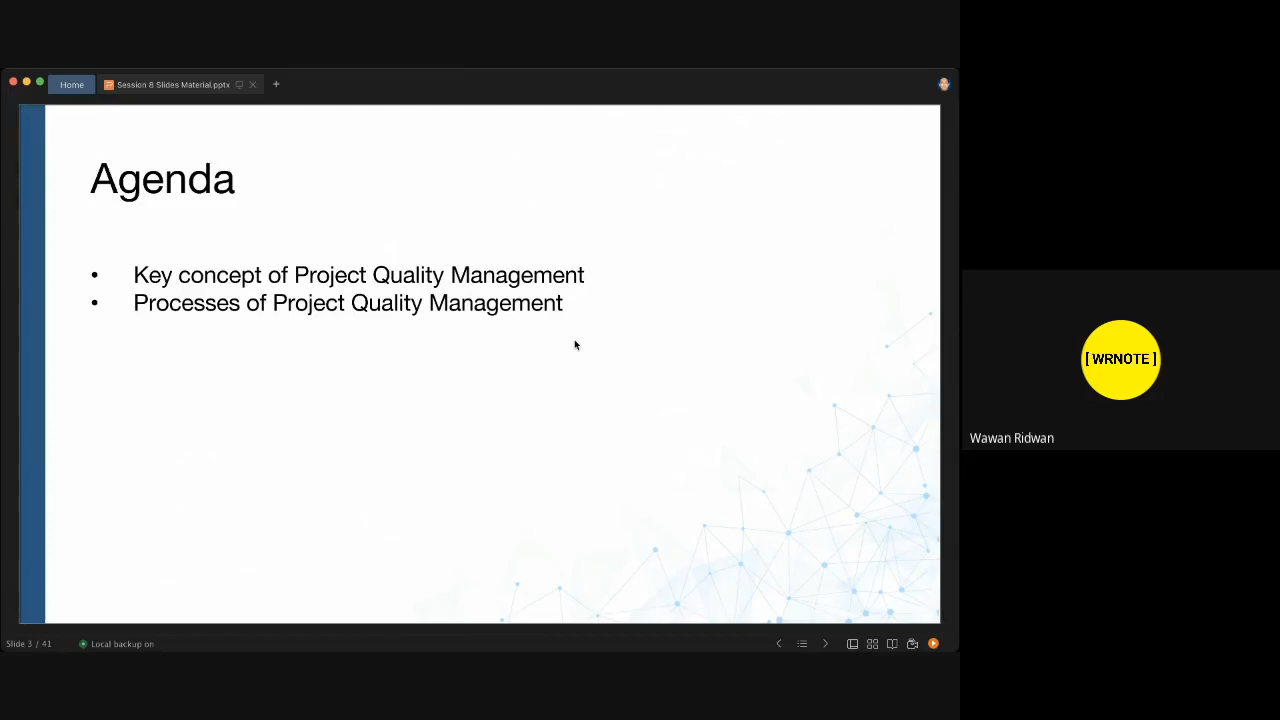 Home
Session 8 Slides Material.pptx
Agenda
• Key concept of Project Quality Management
• Processes of Project Quality Management
[ WRNOTE ]
Wawan Ridwan
Slide 3 / 41
Local backup on